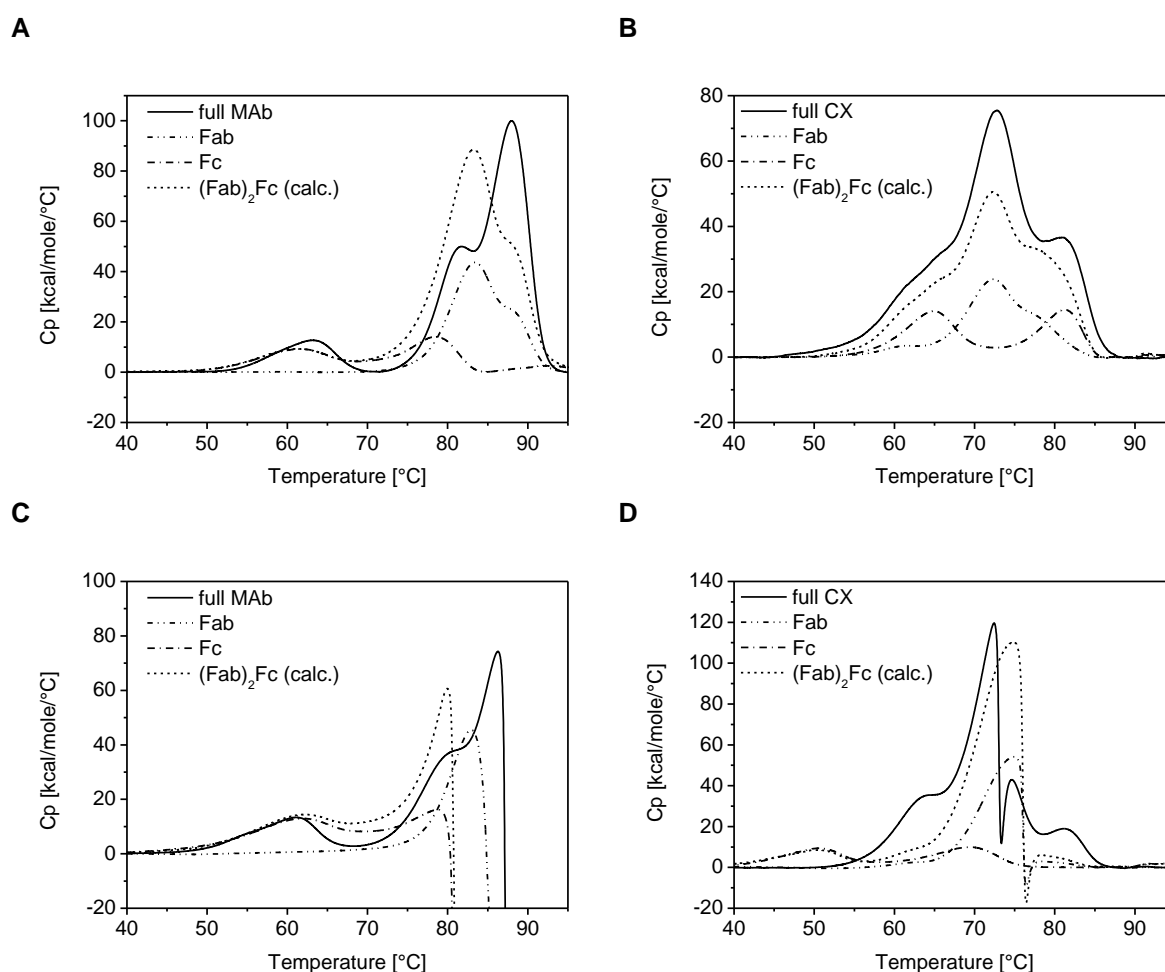 A
Cp [kcal/mole/°C]
100
80
60
40
20
0
-20
full MAb
Fab
Fc
(Fab)2Fc (calc.)
40 50 60 70 80 90
Temperature [°C]
B
Cp [kcal/mole/°C]
80
60
40
20
0
-20
full CX
Fab
Fc
(Fab)2Fc (calc.)
40 50 60 70 80 90
Temperature [°C]
C
Cp [kcal/mole/°C]
100
80
60
40
20
0
-20
full MAb
Fab
Fc
(Fab)2Fc (calc.)
40 50 60 70 80 90
Temperature [°C]
D
Cp [kcal/mole/°C]
140
120
100
80
60
40
20
0
-20
full CX
Fab
Fc
(Fab)2Fc (calc.)
40 50 60 70 80 90
Temperature [°C]